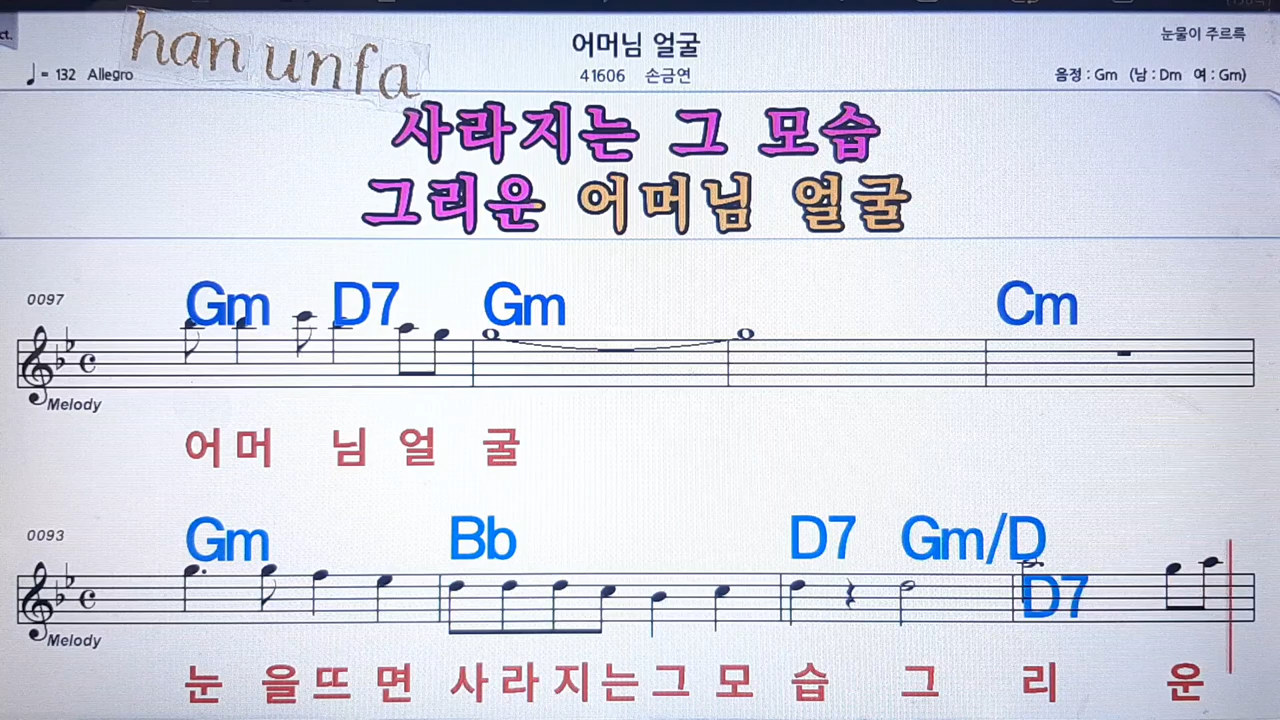 ct.
han unfa
어머님 얼굴
눈물이 주르륵
♩= 132 Allegro
41606 손금연
음정 : Gm (남 : Dm 여 : Gm)
사라지는 그 모습
그리운 어머님 얼굴
0097
Gm D7 Gm Cm
Melody
어 머 님 얼 굴
0093
Gm Bb D7 Gm/D
D7
Melody
눈 을 뜨 면 사 라 지 는 그 모 습 그 리 운